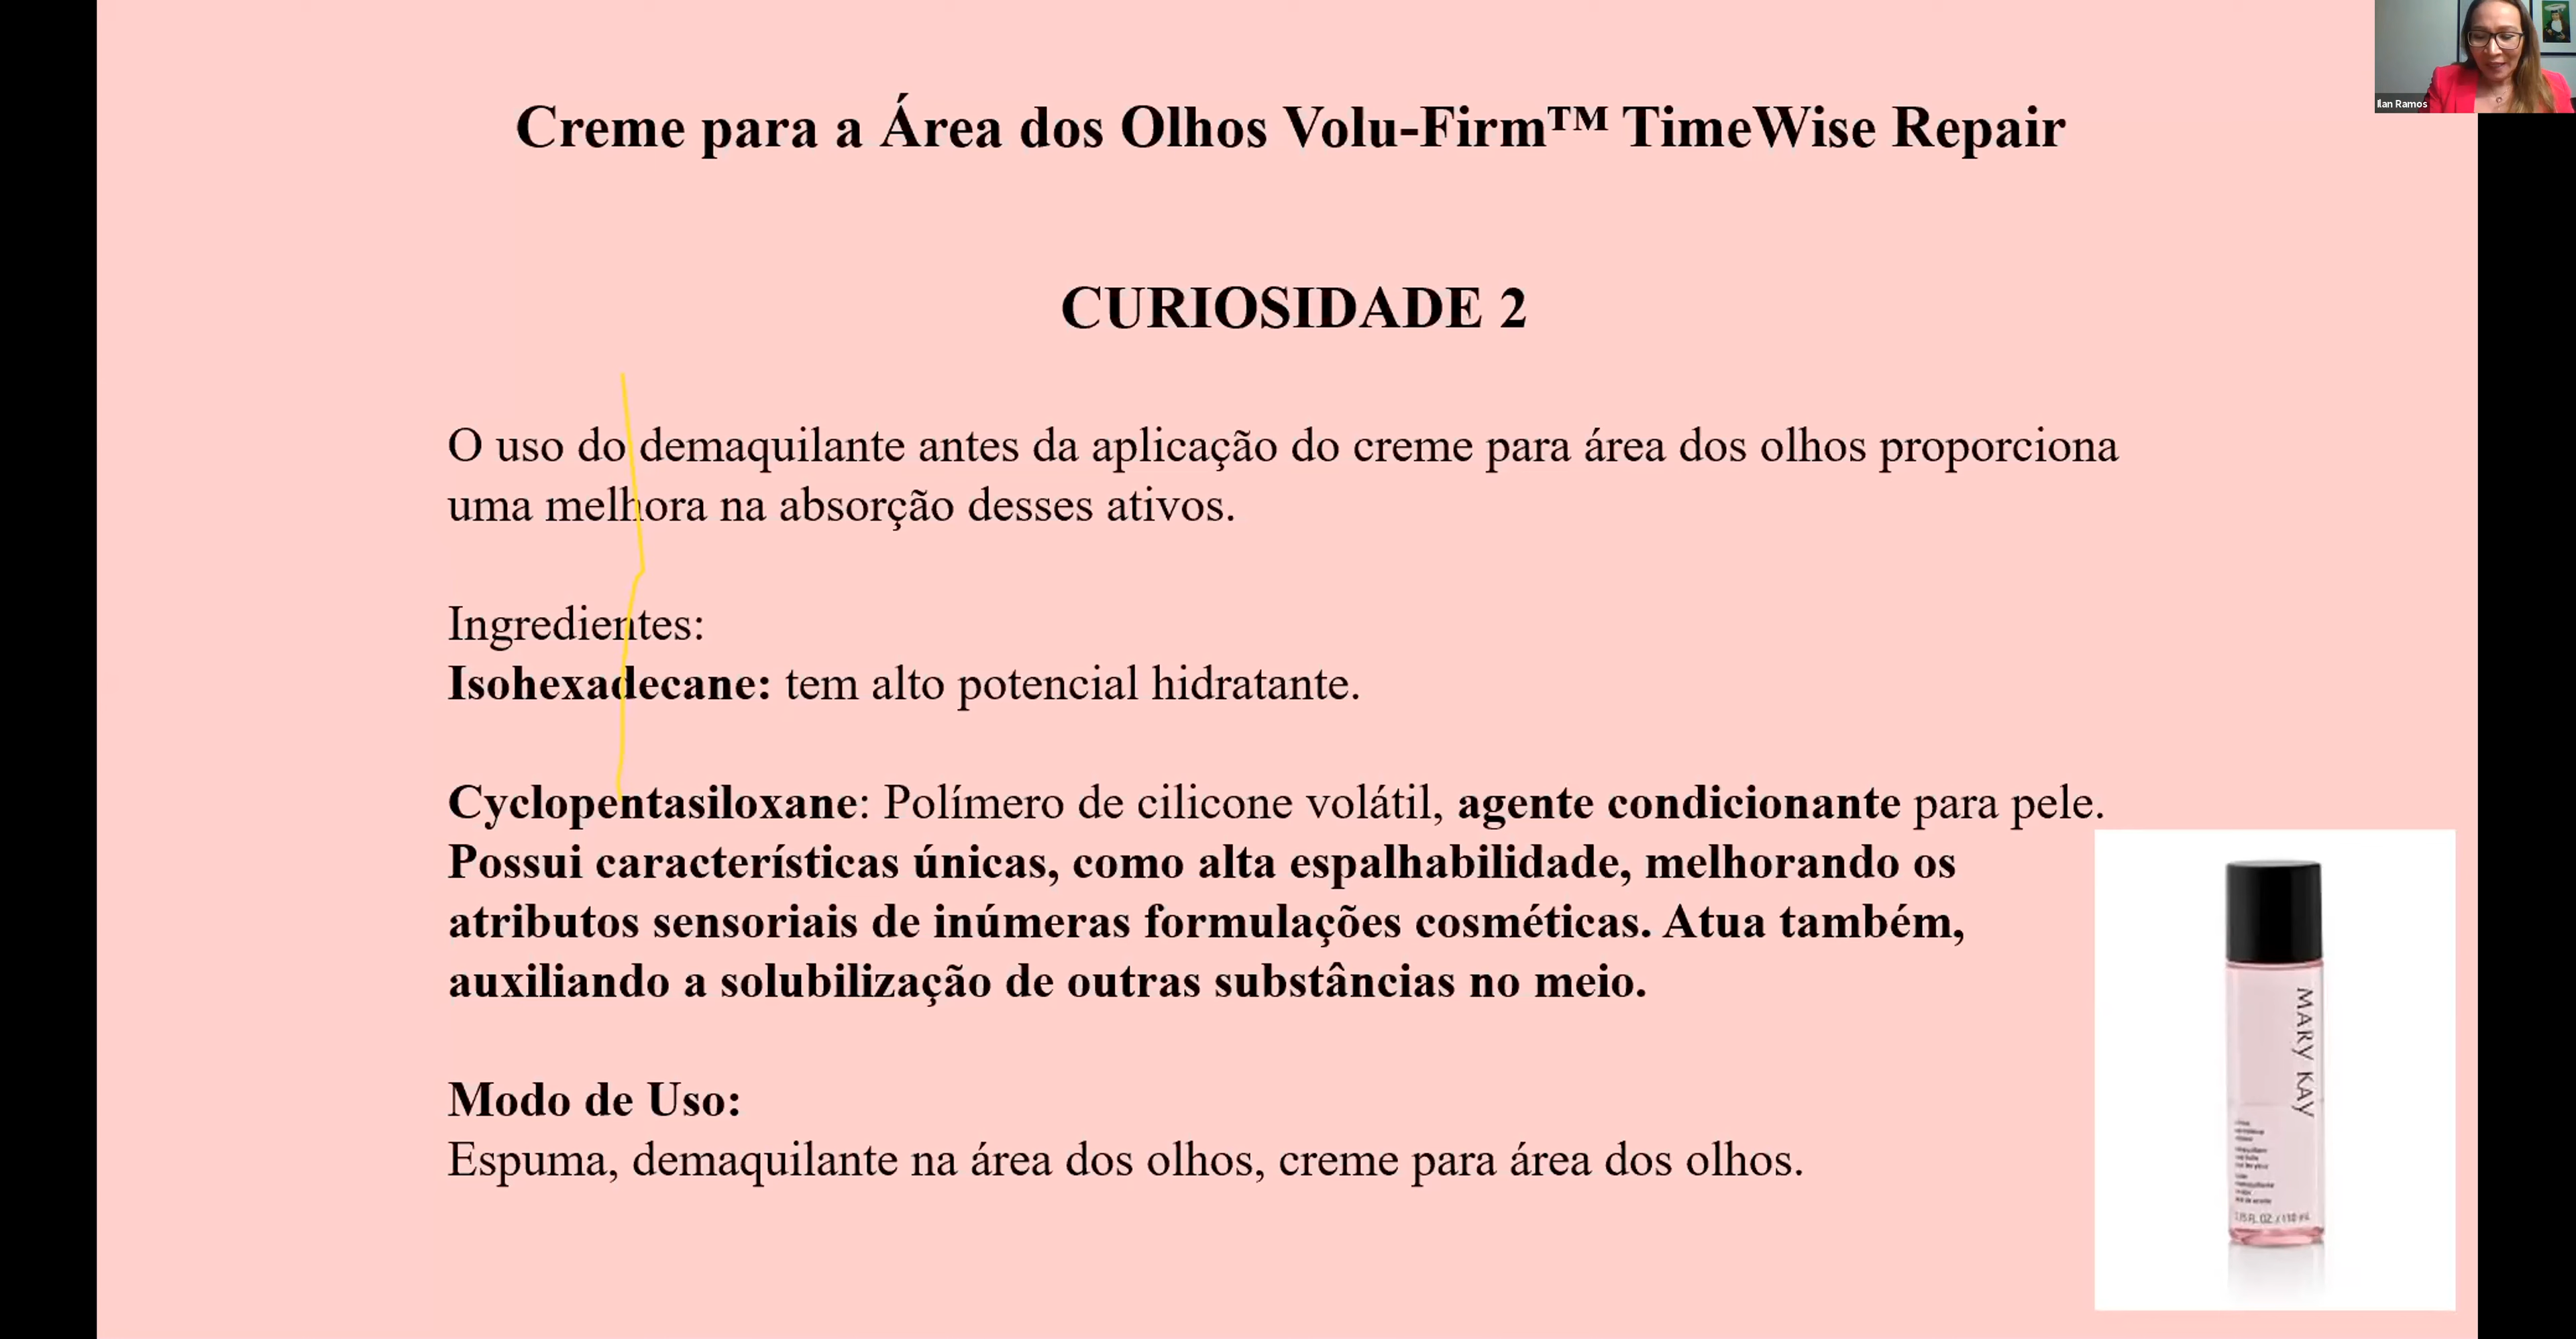 Creme para a Área dos Olhos Volu-Firm™ TimeWise Repair
CURIOSIDADE 2
O uso do demaquilante antes da aplicação do creme para área dos olhos proporciona
uma melhora na absorção desses ativos.
Ingredientes:
Isohexadecane: tem alto potencial hidratante.
Cyclopentasiloxane: Polímero de cilicone volátil, agente condicionante para pele.
Possui características únicas, como alta espalhabilidade, melhorando os
atributos sensoriais de inúmeras formulações cosméticas. Atua também,
auxiliando a solubilização de outras substâncias no meio.
Modo de Uso:
Espuma, demaquilante na área dos olhos, creme para área dos olhos.
Ilan Ramos
MARY KAY
FL. OZ. / 110 mL